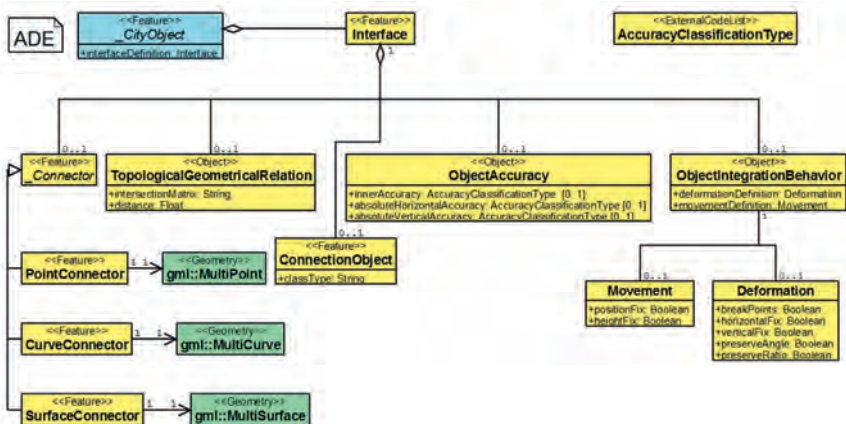 ADE
<<Feature>>
_CityObject
+interfaceDefinition: Interface
<<Feature>>
Interface
1
<<ExternalCodeList>>
AccuracyClassificationType
0..1
<<Feature>>
_Connector
0..1
<<Object>>
TopologicalGeometricalRelation
+intersectionMatrix: String
+distance: Float
0..1
<<Object>>
ObjectAccuracy
+innerAccuracy: AccuracyClassificationType [0..1]
+absoluteHorizontalAccuracy: AccuracyClassificationType [0..1]
+absoluteVerticalAccuracy: AccuracyClassificationType [0..1]
0..1
<<Object>>
ObjectIntegrationBehavior
+deformationDefinition: Deformation
+movementDefinition: Movement
1
0..1
<<Feature>>
ConnectionObject
+classType: String
<<Feature>>
PointConnector
1 1
<<Geometry>>
gml::MultiPoint
<<Feature>>
CurveConnector
1 1
<<Geometry>>
gml::MultiCurve
<<Feature>>
SurfaceConnector
1 1
<<Geometry>>
gml::MultiSurface
0..1
Movement
+positionFix: Boolean
+heightFix: Boolean
0..1
Deformation
+breakPoints: Boolean
+horizontalFix: Boolean
+verticalFix: Boolean
+preserveAngle: Boolean
+preserveRatio: Boolean